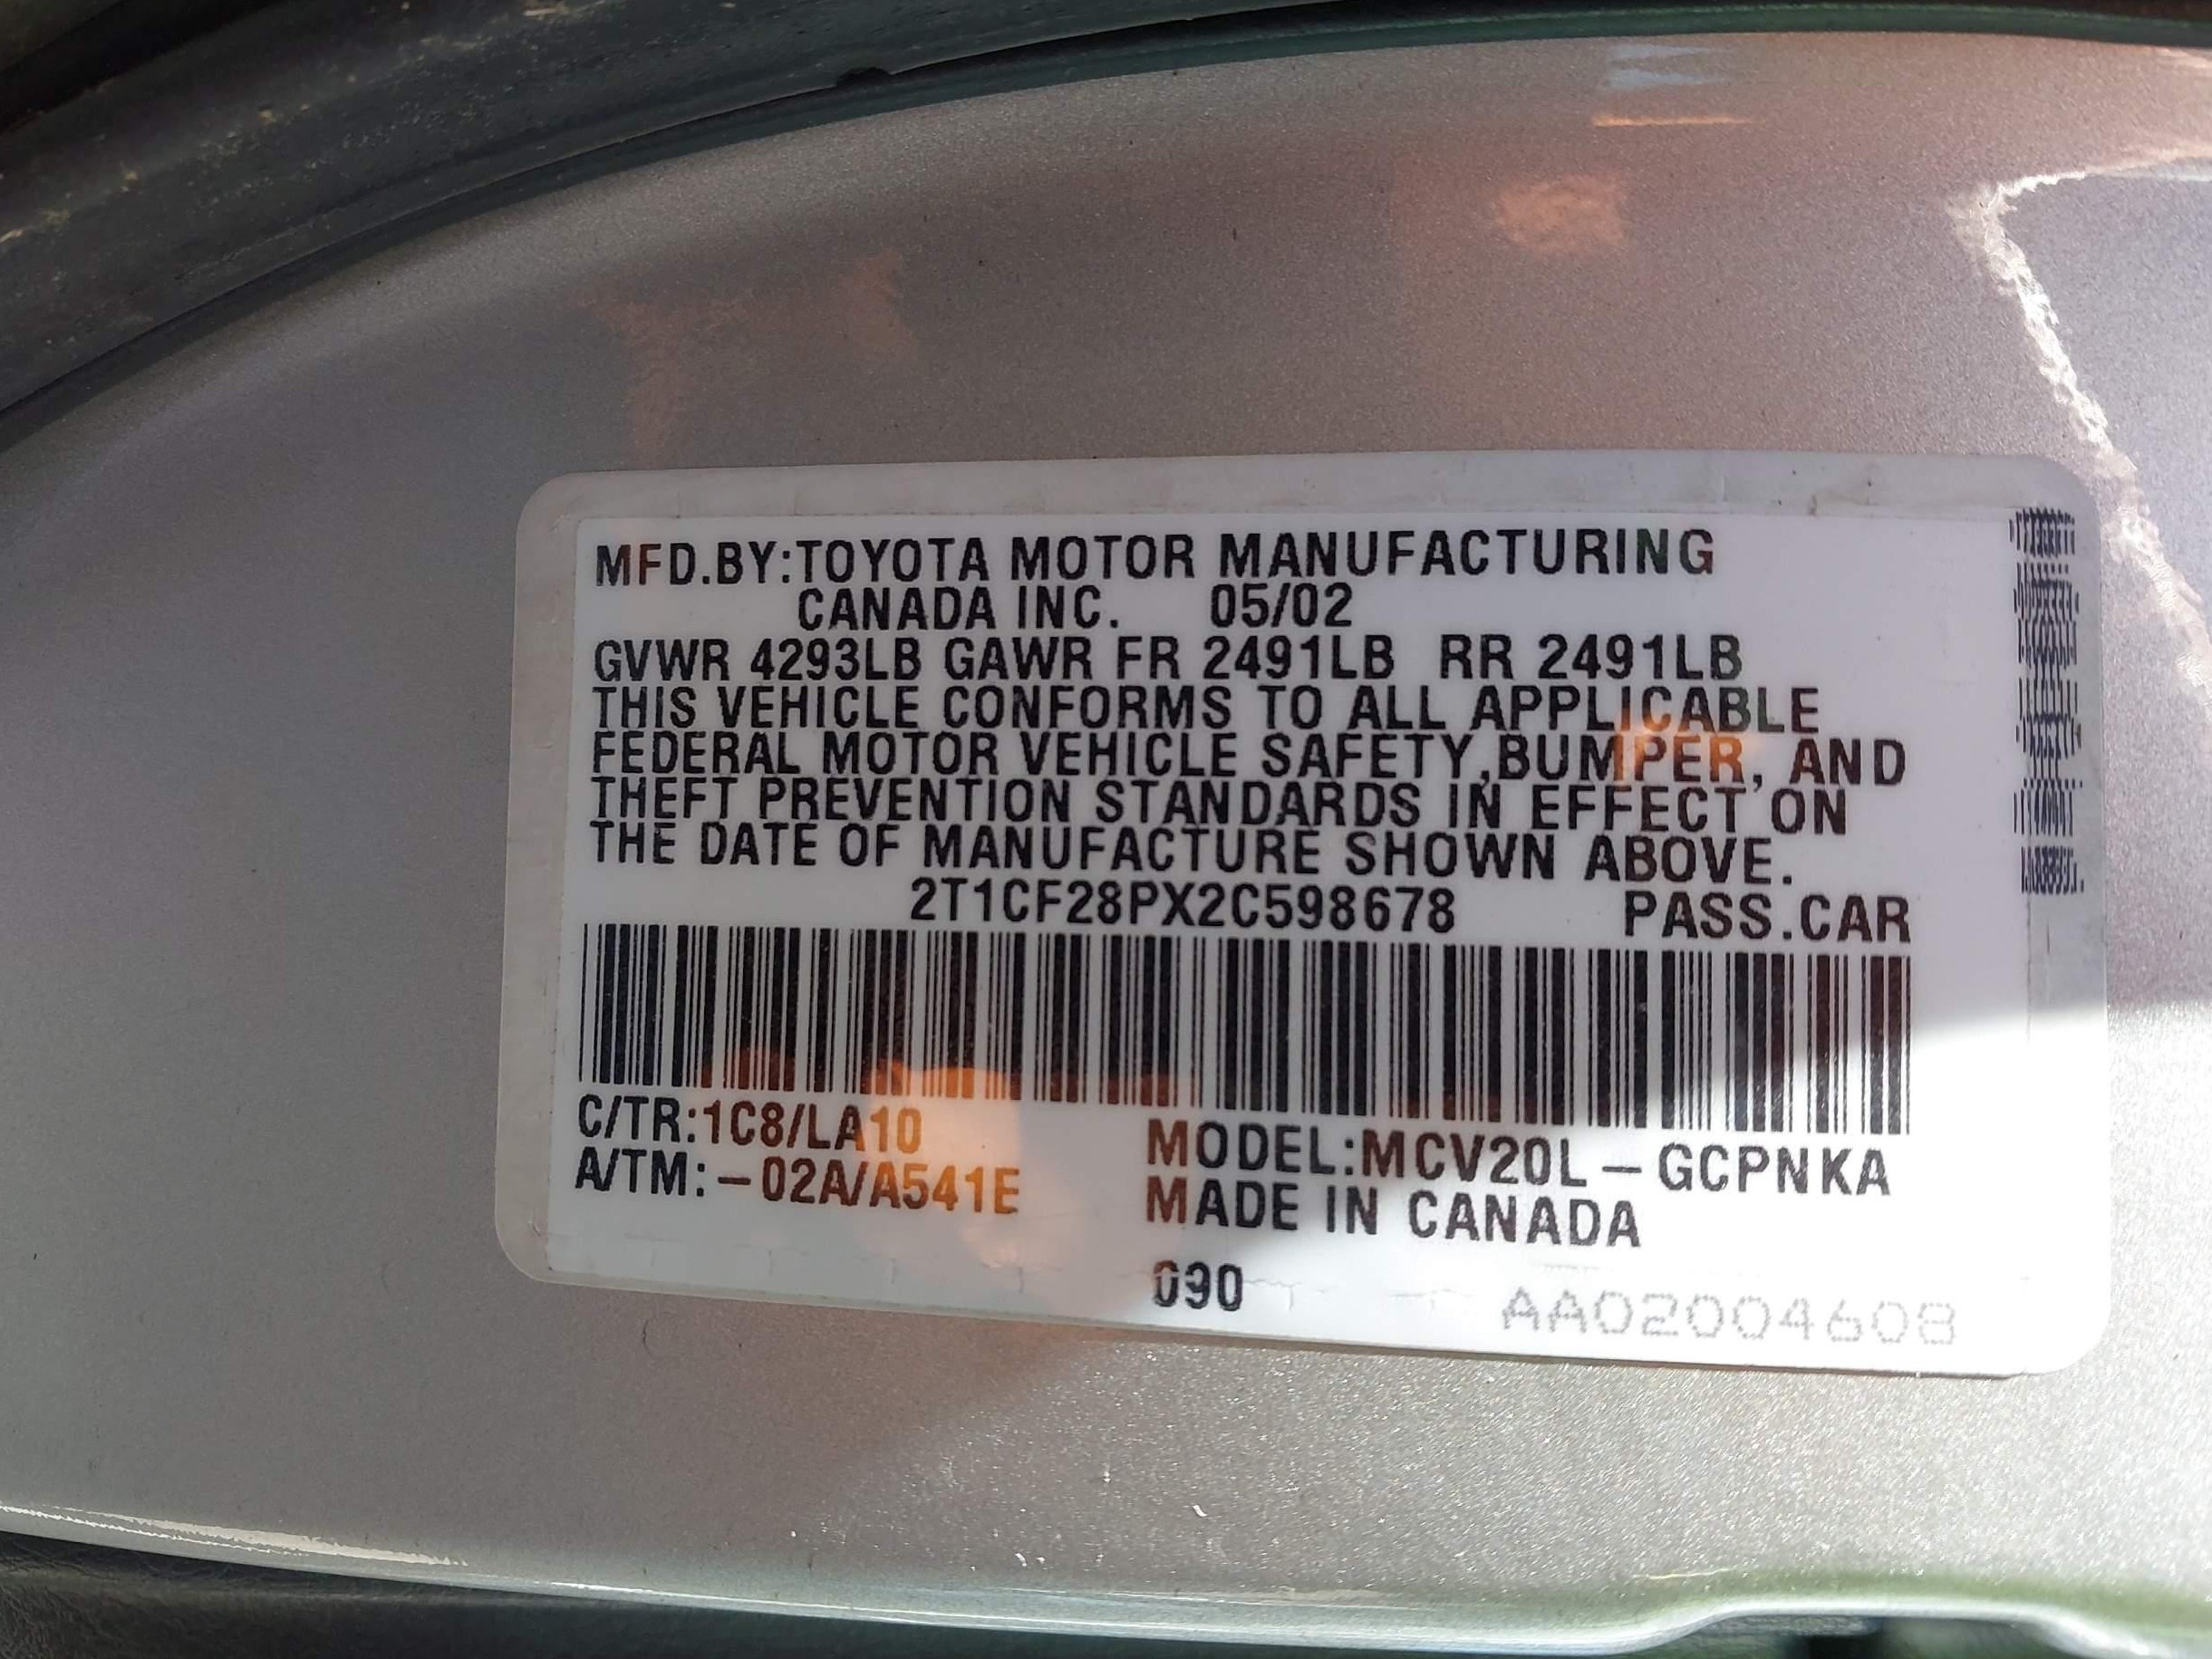 MFD.BY:TOYOTA MOTOR MANUFACTURING
CANADA INC. 05/02
GVWR 4293LB GAWR FR 2491LB RR 2491LB
THIS VEHICLE CONFORMS TO ALL APPLICABLE
FEDERAL MOTOR VEHICLE SAFETY,BUMPER, AND
THEFT PREVENTION STANDARDS IN EFFECT ON
THE DATE OF MANUFACTURE SHOWN ABOVE.
2T1CF28PX2C598678 PASS.CAR
C/TR:1C8/LA10
A/TM:-02A/A541E
MODEL:MCV20L-GCPNKA
MADE IN CANADA
090
AA02004608